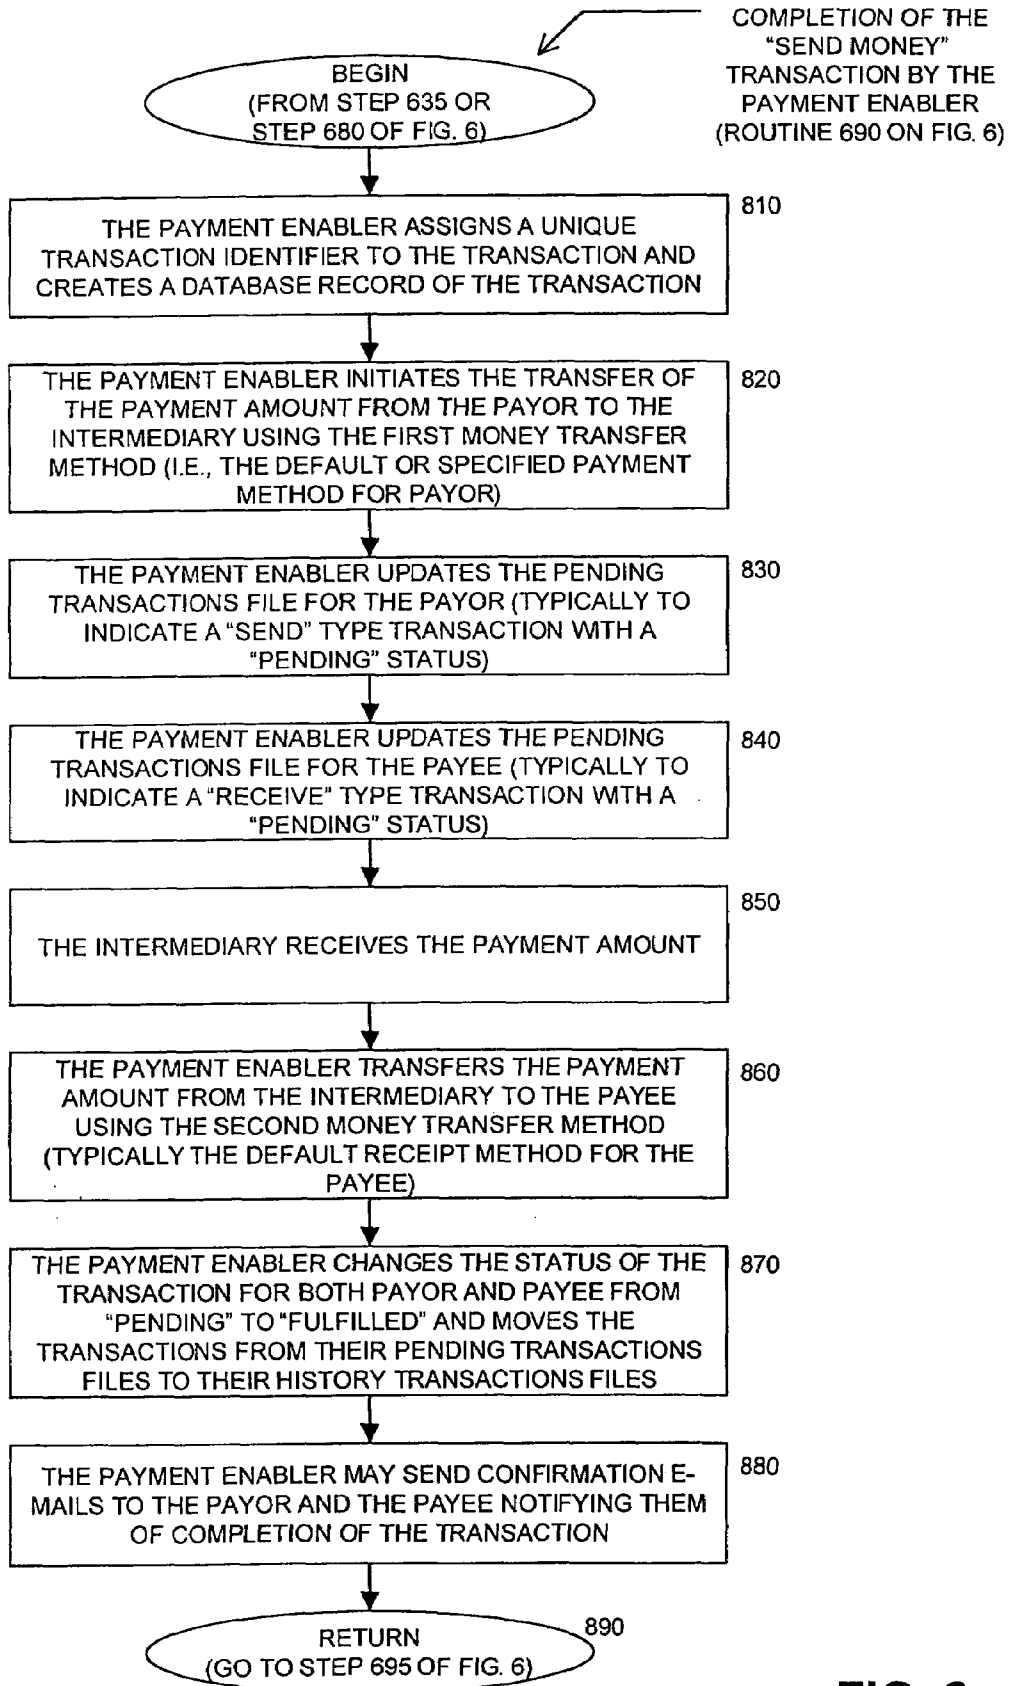 COMPLETION OF THE
"SEND MONEY"
TRANSACTION BY THE
PAYMENT ENABLER
(ROUTINE 690 ON FIG. 6)
BEGIN
(FROM STEP 635 OR
STEP 680 OF FIG. 6)
810
THE PAYMENT ENABLER ASSIGNS A UNIQUE
TRANSACTION IDENTIFIER TO THE TRANSACTION AND
CREATES A DATABASE RECORD OF THE TRANSACTION
820
THE PAYMENT ENABLER INITIATES THE TRANSFER OF
THE PAYMENT AMOUNT FROM THE PAYOR TO THE
INTERMEDIARY USING THE FIRST MONEY TRANSFER
METHOD (I.E., THE DEFAULT OR SPECIFIED PAYMENT
METHOD FOR PAYOR)
830
THE PAYMENT ENABLER UPDATES THE PENDING
TRANSACTIONS FILE FOR THE PAYOR (TYPICALLY TO
INDICATE A "SEND" TYPE TRANSACTION WITH A
"PENDING" STATUS)
840
THE PAYMENT ENABLER UPDATES THE PENDING
TRANSACTIONS FILE FOR THE PAYEE (TYPICALLY TO
INDICATE A "RECEIVE" TYPE TRANSACTION WITH A
"PENDING" STATUS)
850
THE INTERMEDIARY RECEIVES THE PAYMENT AMOUNT
860
THE PAYMENT ENABLER TRANSFERS THE PAYMENT
AMOUNT FROM THE INTERMEDIARY TO THE PAYEE
USING THE SECOND MONEY TRANSFER METHOD
(TYPICALLY THE DEFAULT RECEIPT METHOD FOR THE
PAYEE)
870
THE PAYMENT ENABLER CHANGES THE STATUS OF THE
TRANSACTION FOR BOTH PAYOR AND PAYEE FROM
"PENDING" TO "FULFILLED" AND MOVES THE
TRANSACTIONS FROM THEIR PENDING TRANSACTIONS
FILES TO THEIR HISTORY TRANSACTIONS FILES
880
THE PAYMENT ENABLER MAY SEND CONFIRMATION E-
MAILS TO THE PAYOR AND THE PAYEE NOTIFYING THEM
OF COMPLETION OF THE TRANSACTION
890
RETURN
(GO TO STEP 695 OF FIG. 6)